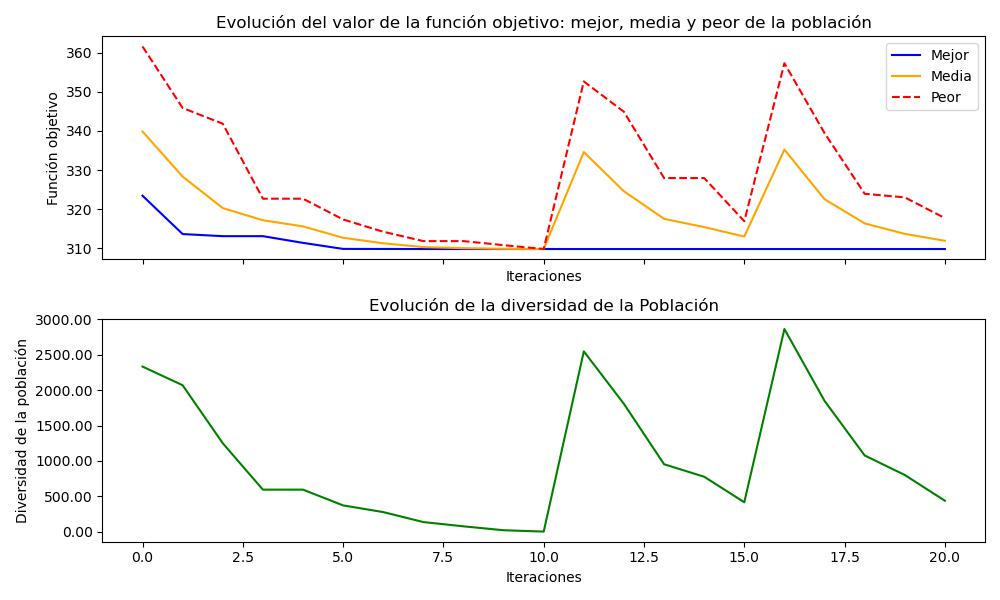 Evolución del valor de la función objetivo: mejor, media y peor de la población
Función objetivo
360
350
340
330
320
310
Mejor
Media
Peor
Iteraciones
Evolución de la diversidad de la Población
Diversidad de la población
3000.00
2500.00
2000.00
1500.00
1000.00
500.00
0.00
0.0 2.5 5.0 7.5 10.0 12.5 15.0 17.5 20.0
Iteraciones